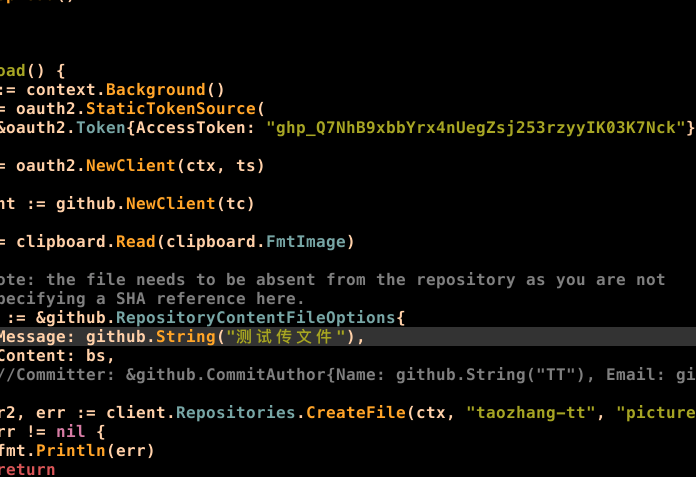 oad() {
:= context.Background()
= oauth2.StaticTokenSource(
&oauth2.Token{AccessToken: "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"}
= oauth2.NewClient(ctx, ts)
nt := github.NewClient(tc)
= clipboard.Read(clipboard.FmtImage)
ote: the file needs to be absent from the repository as you are not
pecifying a SHA reference here.
:= &github.RepositoryContentFileOptions{
Message: github.String("测试传文件"),
Content: bs,
//Committer: &github.CommitAuthor{Name: github.String("TT"), Email: gi
r2, err := client.Repositories.CreateFile(ctx, "taozhang-tt", "picture
rr != nil {
fmt.Println(err)
return